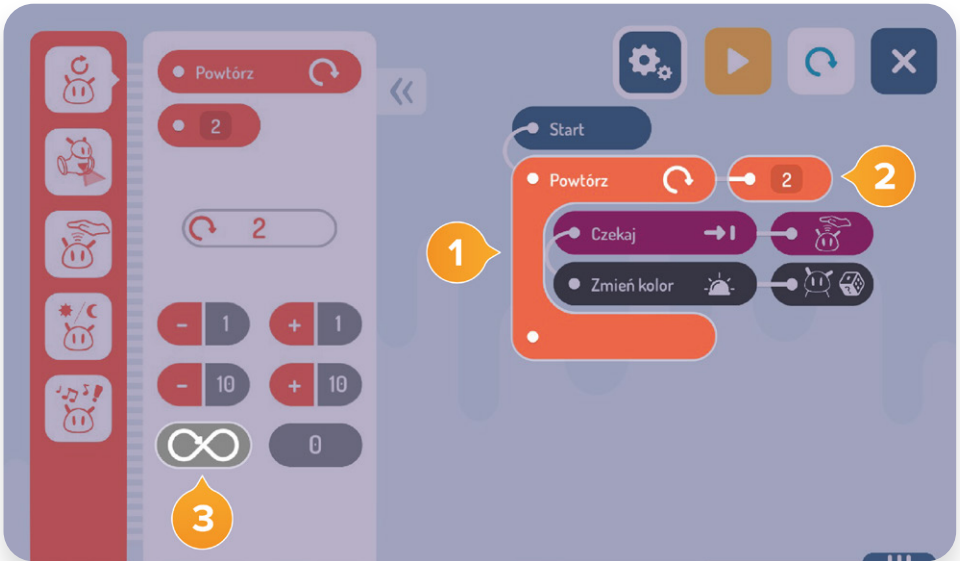 Powtórz
2
2
- 1
+ 1
- 10
+ 10
0
3
Start
Powtórz
2
2
1
Czekaj
Zmień kolor